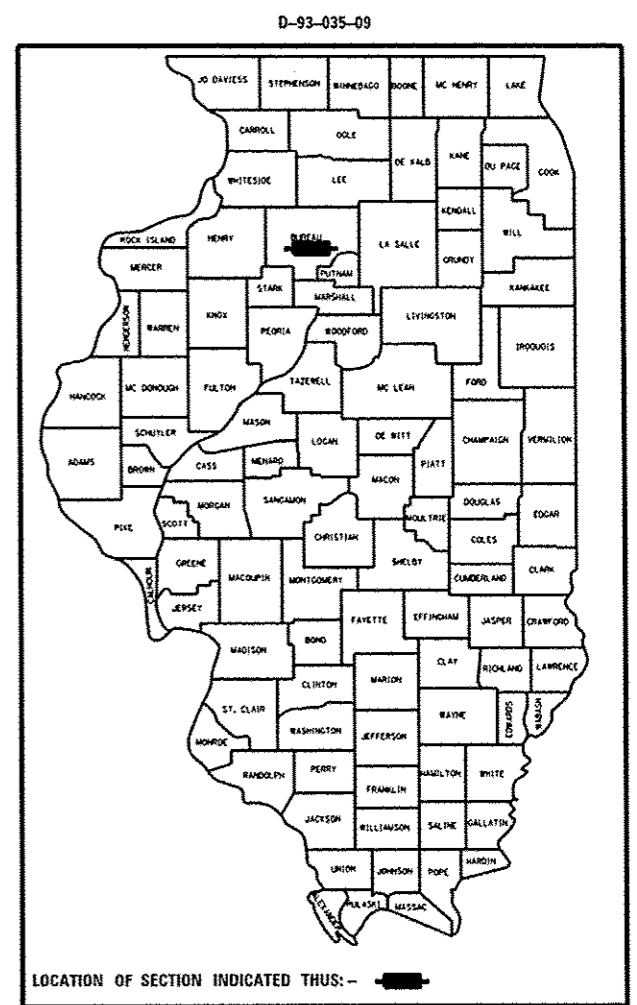 D-93-035-09
JO DAVIESS STEPHENSON WINNEBAGO BOONE MC HENRY LAKE
CARROLL OGLE
DE KALB KANE DU PAGE COOK
WHITESIDE LEE
KENDALL
ROCK ISLAND HENRY BUREAU LA SALLE WILL
GRUNDY
MERCER PUTNAM
STARK KANKAKEE
MARSHALL
HENDERSON WARREN KNOX PEORIA WOODFORD LIVINGSTON
IROQUOIS
HANCOCK MC DONOUGH FULTON TAZEWELL MC LEAN FORD
MASON
SCHUYLER LOGAN DE WITT
ADAMS BROWN CASS MENARD PIATT CHAMPAIGN VERMILION
MACON
MORGAN SANGAMON DOUGLAS
PIKE SCOTT MOULTRIE EDGAR
CHRISTIAN COLES
CALHOUN GREENE MACOUPIN MONTGOMERY SHELBY CLARK
CUMBERLAND
JERSEY
FAYETTE EFFINGHAM JASPER CRAWFORD
MADISON BOND
CLAY RICHLAND LAWRENCE
CLINTON MARION
ST. CLAIR WAYNE EDWARDS WABASH
WASHINGTON JEFFERSON
MONROE
RANDOLPH PERRY HAMILTON WHITE
FRANKLIN
JACKSON WILLIAMSON SALINE GALLATIN
UNION JOHNSON POPE HARDIN
ALEXANDER PULASKI MASSAC
LOCATION OF SECTION INDICATED THUS: -